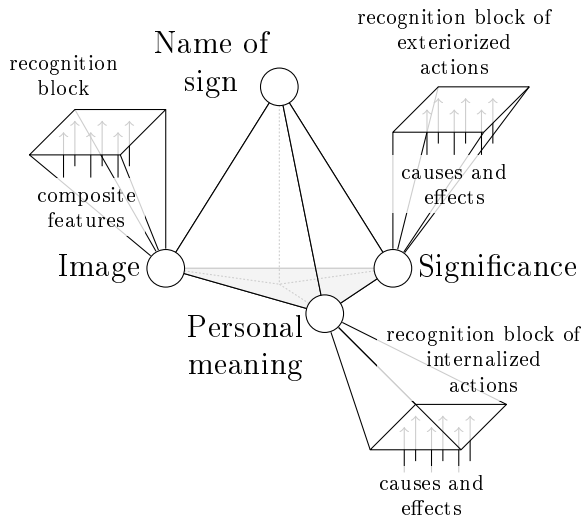 recognition block of
exteriorized
actions
Name of
sign
recognition
block
causes and
effects
composite
features
Image
Significance
Personal
meaning
recognition block of
internalized
actions
causes and
effects